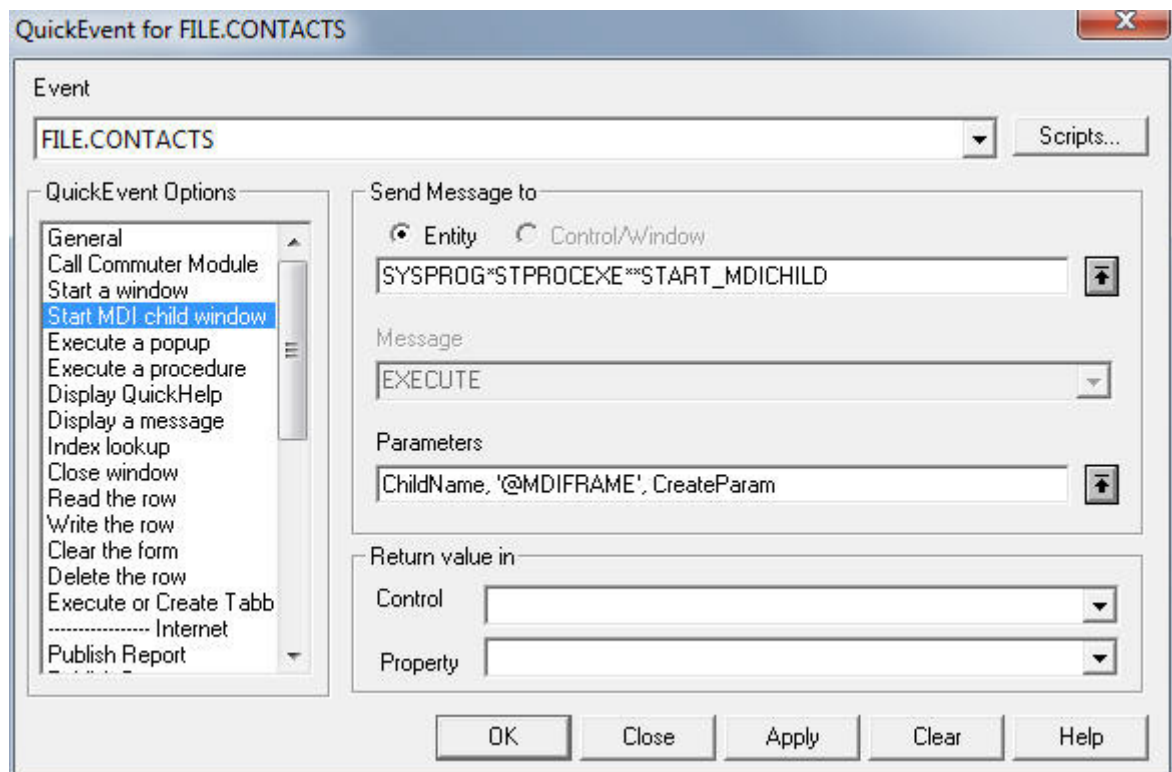 QuickEvent for FILE.CONTACTS
Event
FILE.CONTACTS
Scripts...
QuickEvent Options
General
Call Commuter Module
Start a window
Start MDI child window
Execute a popup
Execute a procedure
Display QuickHelp
Display a message
Index lookup
Close window
Read the row
Write the row
Clear the form
Delete the row
Execute or Create Tabb
---------------- Internet
Publish Report
Send Message to
Entity
Control/Window
SYSPROG*STPROCEXE**START_MDICHILD
Message
EXECUTE
Parameters
ChildName, '@MDIFRAME', CreateParam
Return value in
Control
Property
OK
Close
Apply
Clear
Help